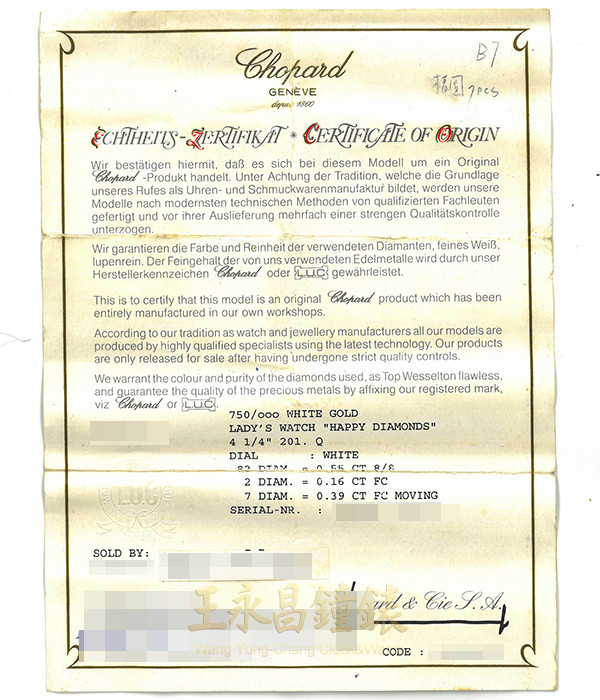 Chopard
GENÈVE
depuis 1860
B7
橢圓 7pcs
ECHTHEITS-ZERTIFIKAT * CERTIFICATE OF ORIGIN
Wir bestätigen hiermit, daß es sich bei diesem Modell um ein Original
Chopard-Produkt handelt. Unter Achtung der Tradition, welche die Grundlage
unseres Rufes als Uhren- und Schmuckwarenmanufaktur bildet, werden unsere
Modelle nach modernsten technischen Methoden von qualifizierten Fachleuten
gefertigt und vor ihrer Auslieferung mehrfach einer strengen Qualitätskontrolle
unterzogen.
Wir garantieren die Farbe und Reinheit der verwendeten Diamanten, feines Weiß,
lupenrein. Der Feingehalt der von uns verwendeten Edelmetalle wird durch unser
Herstellerkennzeichen Chopard oder L.U.C gewährleistet.
This is to certify that this model is an original Chopard product which has been
entirely manufactured in our own workshops.
According to our tradition as watch and jewellery manufacturers all our models are
produced by highly qualified specialists using the latest technology. Our products
are only released for sale after having undergone strict quality controls.
We warrant the colour and purity of the diamonds used, as Top Wesselton flawless,
and guarantee the quality of the precious metals by affixing our registered mark,
viz Chopard or L.U.C.
750/ooo WHITE GOLD
LADY'S WATCH "HAPPY DIAMONDS"
4 1/4" 201. Q
DIAL : WHITE
82 DIAM. = 0.55 CT 8/8
2 DIAM. = 0.16 CT FC
7 DIAM. = 0.39 CT FC MOVING
SERIAL-NR. :
L.U.C
SOLD BY:
ard & Cie S.A.
王永昌鐘錶
Wang Yung-Chang Clock&W
CODE :